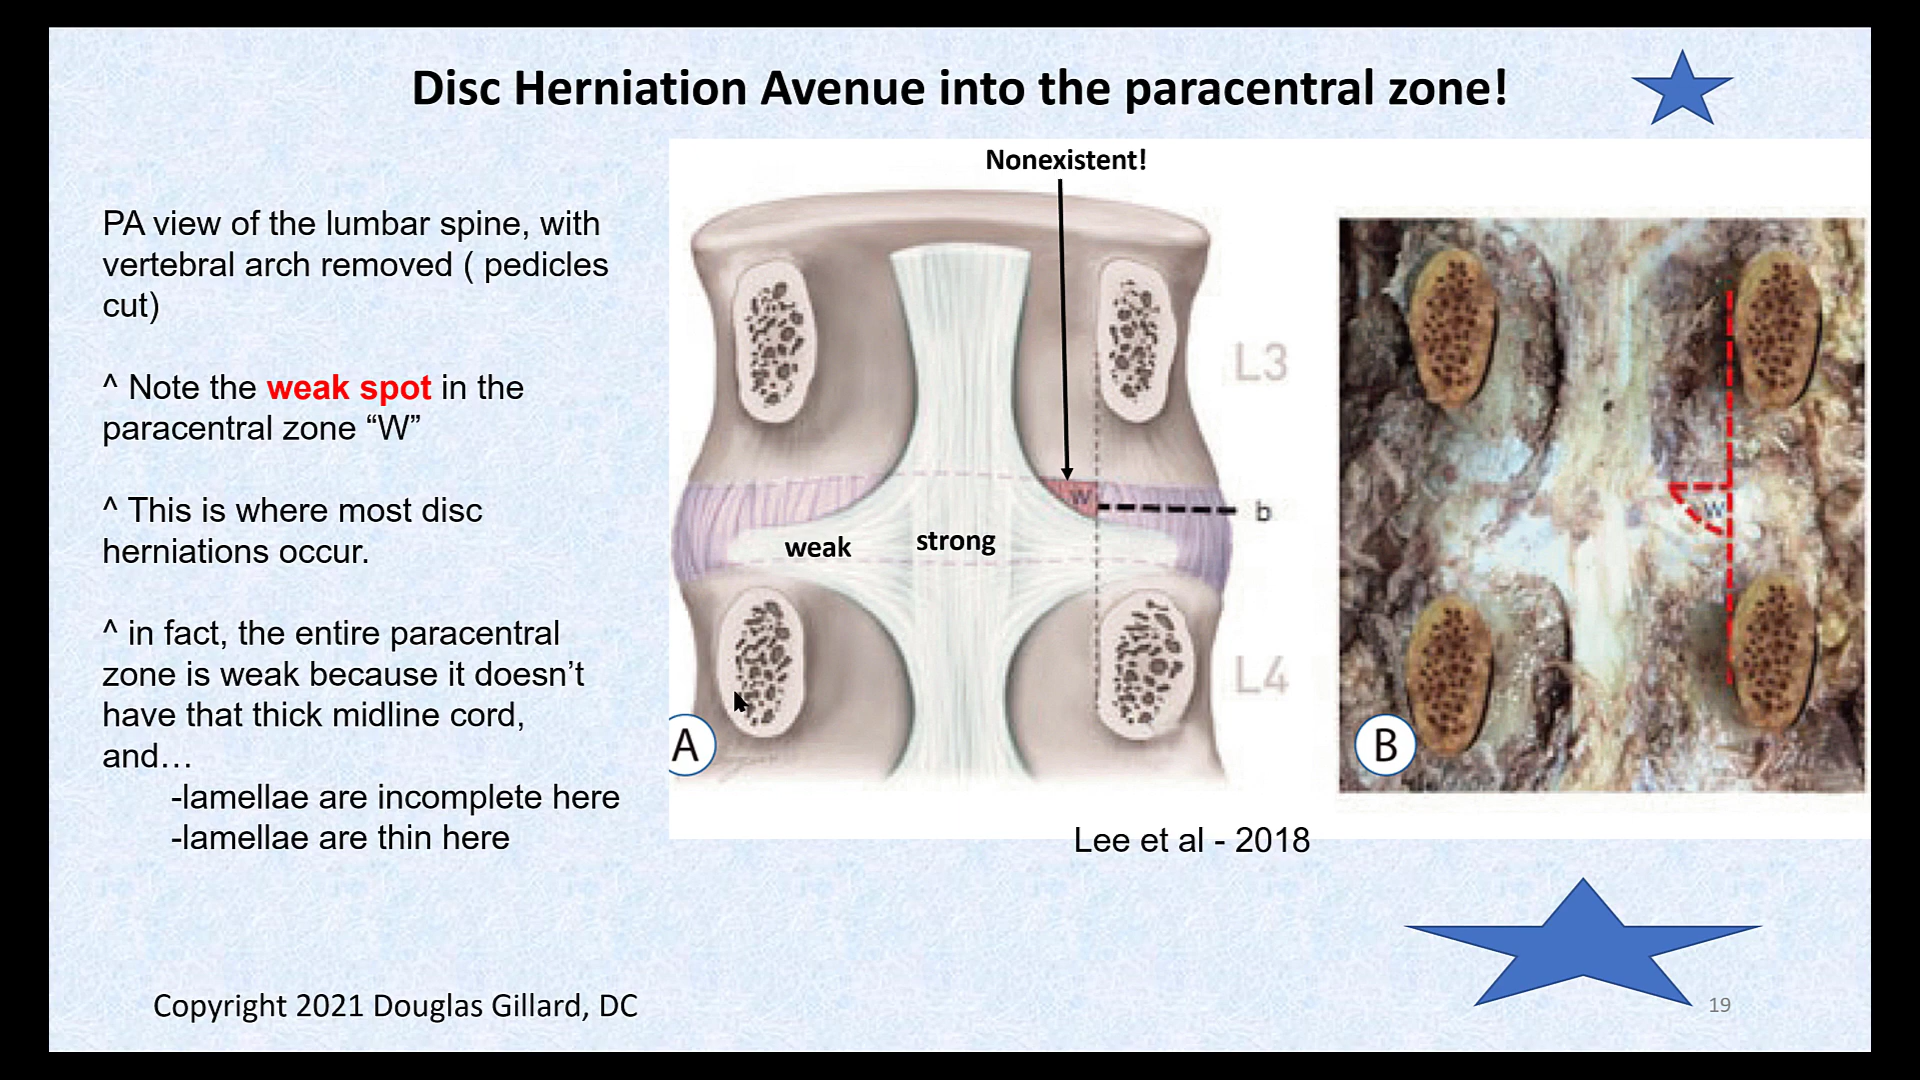 Disc Herniation Avenue into the paracentral zone!
Nonexistent!
PA view of the lumbar spine, with
vertebral arch removed ( pedicles
cut)
^ Note the weak spot in the
paracentral zone “W”
^ This is where most disc
herniations occur.
^ in fact, the entire paracentral
zone is weak because it doesn’t
have that thick midline cord,
and…
-lamellae are incomplete here
-lamellae are thin here
L3
W
b
weak
strong
L4
A
W
B
Lee et al - 2018
Copyright 2021 Douglas Gillard, DC
19